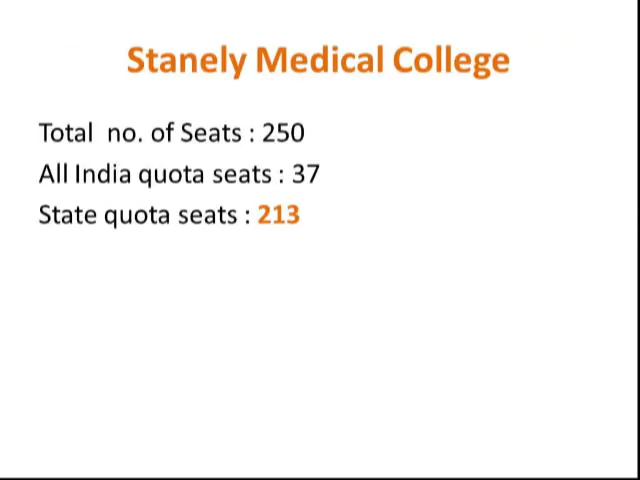 Stanely Medical College
Total no. of Seats : 250
All India quota seats : 37
State quota seats : 213